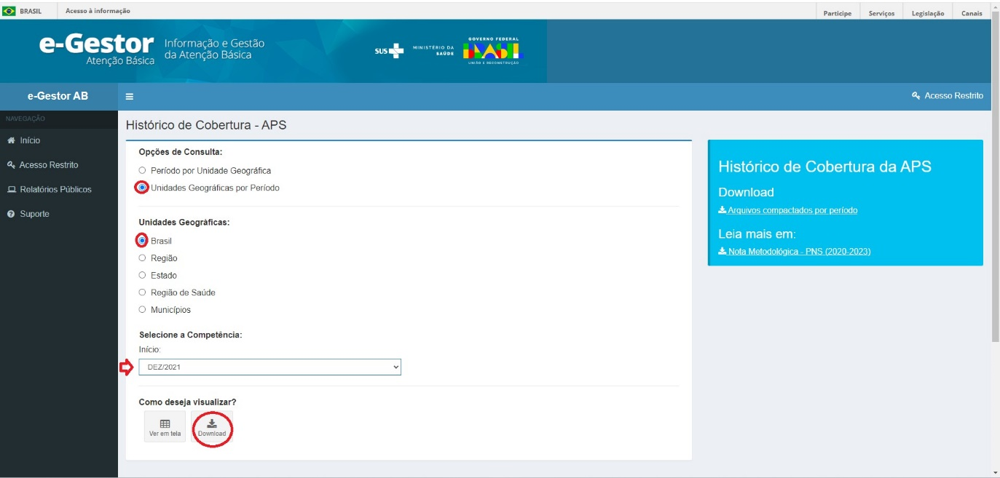 BRASIL
Acesso à informação
Participe
Serviços
Legislação
Canais
e-Gestor
Atenção Básica
Informação e Gestão
da Atenção Básica
SUS
MINISTÉRIO DA
SAÚDE
GOVERNO FEDERAL
BRASIL
UNIÃO E RECONSTRUÇÃO
e-Gestor AB
Acesso Restrito
NAVEGAÇÃO
Início
Acesso Restrito
Relatórios Públicos
Suporte
Histórico de Cobertura - APS
Opções de Consulta:
Período por Unidade Geográfica
Unidades Geográficas por Período
Unidades Geográficas:
Brasil
Região
Estado
Região de Saúde
Municípios
Selecione a Competência:
Início:
DEZ/2021
Como deseja visualizar?
Ver em tela
Download
Histórico de Cobertura da APS
Download
Arquivos compactados por período
Leia mais em:
Nota Metodológica - PNS (2020-2023)